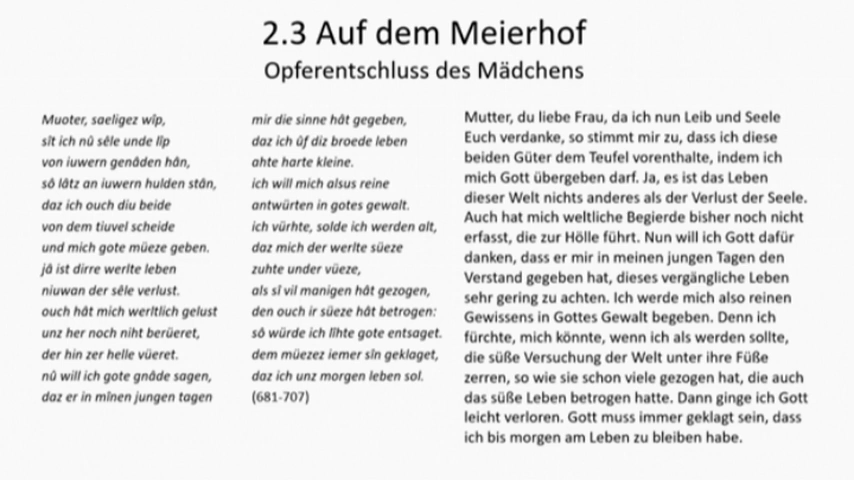 2.3 Auf dem Meierhof
Opferentschluss des Mädchens
Muoter, saeligez wîp,
sît ich nû sêle unde lîp
von iuwern genâden hân,
sô lâtz an iuwern hulden stân,
daz ich ouch diu beide
von dem tiuvel scheide
und mich gote müeze geben.
jâ ist dirre werlte leben
niuwan der sêle verlust.
ouch hât mich werltlich gelust
unz her noch niht berüeret,
der hin zer helle vüeret.
nû will ich gote gnâde sagen,
daz er in mînen jungen tagen
mir die sinne hât gegeben,
daz ich ûf diz broede leben
ahte harte kleine.
ich will mich alsus reine
antwürten in gotes gewalt.
ich vürhte, solde ich werden alt,
daz mich der werlte süeze
zuhte under vüeze,
als sî vil manigen hât gezogen,
den ouch ir süeze hât betrogen:
sô würde ich lîhte gote entsaget.
dem müezez iemer sîn geklaget,
daz ich unz morgen leben sol.
(681-707)
Mutter, du liebe Frau, da ich nun Leib und Seele
Euch verdanke, so stimmt mir zu, dass ich diese
beiden Güter dem Teufel vorenthalte, indem ich
mich Gott übergeben darf. Ja, es ist das Leben
dieser Welt nichts anderes als der Verlust der Seele.
Auch hat mich weltliche Begierde bisher noch nicht
erfasst, die zur Hölle führt. Nun will ich Gott dafür
danken, dass er mir in meinen jungen Tagen den
Verstand gegeben hat, dieses vergängliche Leben
sehr gering zu achten. Ich werde mich also reinen
Gewissens in Gottes Gewalt begeben. Denn ich
fürchte, mich könnte, wenn ich als werden sollte,
die süße Versuchung der Welt unter ihre Füße
zerren, so wie sie schon viele gezogen hat, die auch
das süße Leben betrogen hatte. Dann ginge ich Gott
leicht verloren. Gott muss immer geklagt sein, dass
ich bis morgen am Leben zu bleiben habe.